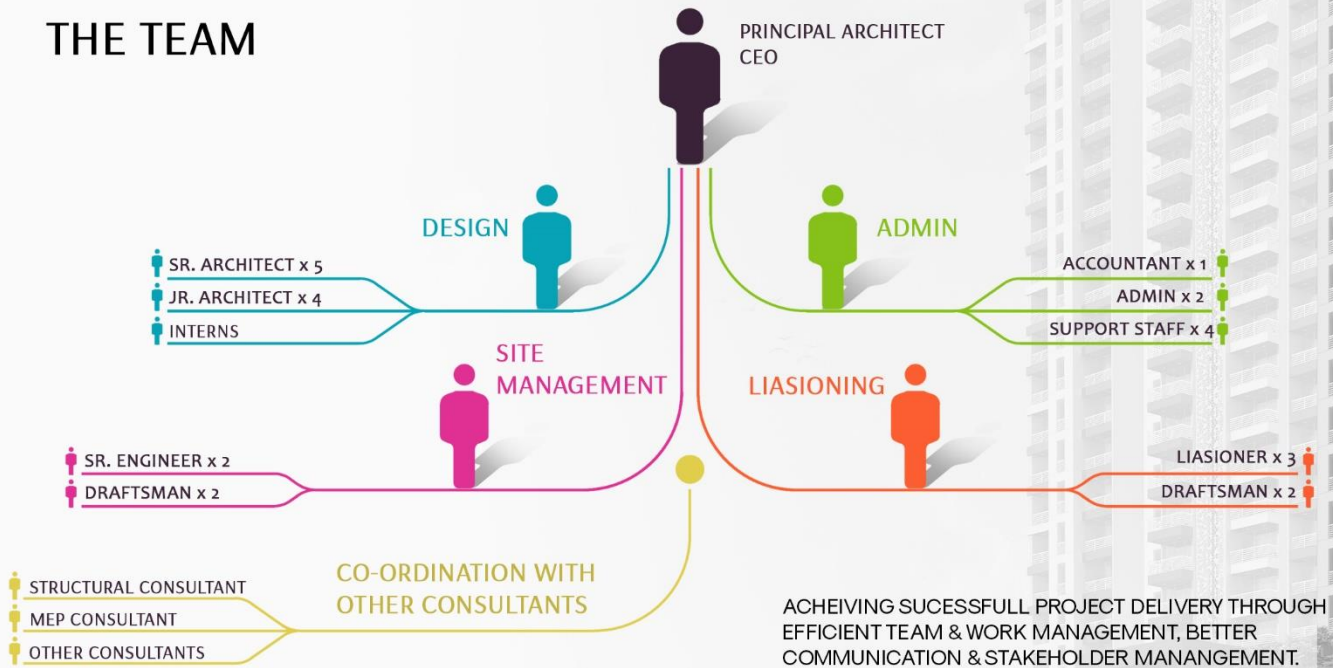 THE TEAM
PRINCIPAL ARCHITECT
CEO
DESIGN
SR. ARCHITECT x 5
JR. ARCHITECT x 4
INTERNS
ADMIN
ACCOUNTANT x 1
ADMIN x 2
SUPPORT STAFF x 4
SITE
MANAGEMENT
SR. ENGINEER x 2
DRAFTSMAN x 2
LIASIONING
LIASIONER x 3
DRAFTSMAN x 2
CO-ORDINATION WITH
OTHER CONSULTANTS
STRUCTURAL CONSULTANT
MEP CONSULTANT
OTHER CONSULTANTS
ACHEIVING SUCESSFULL PROJECT DELIVERY THROUGH
EFFICIENT TEAM & WORK MANAGEMENT, BETTER
COMMUNICATION & STAKEHOLDER MANANGEMENT.